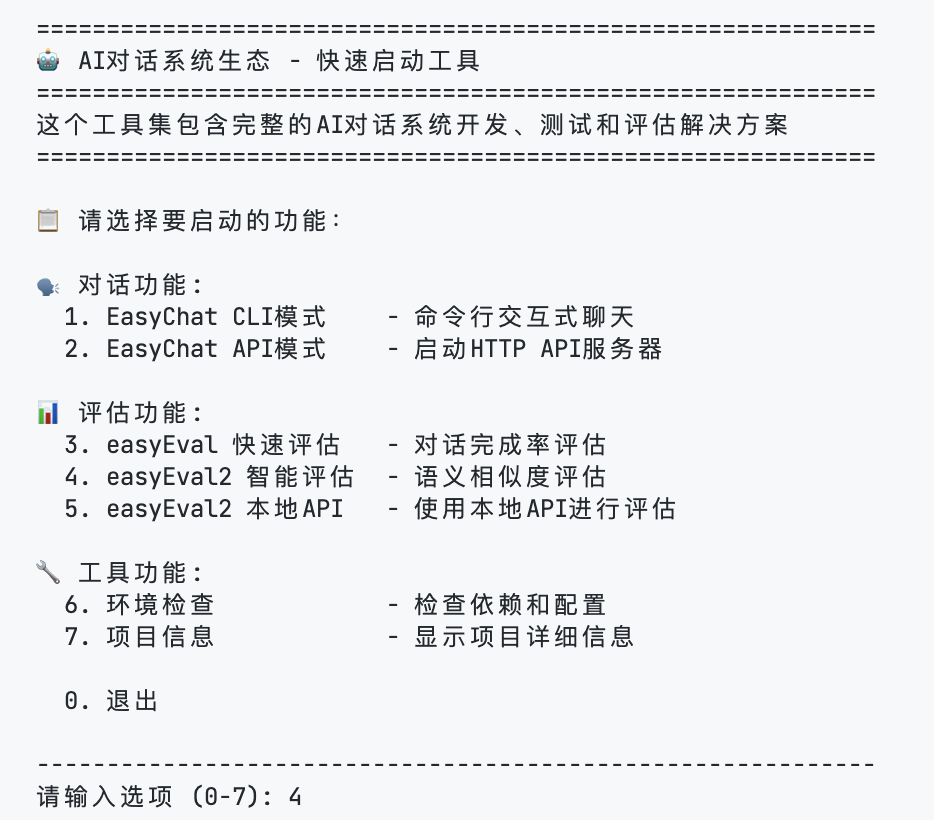 ============================================================
🤖 AI对话系统生态 - 快速启动工具
============================================================
这个工具集包含完整的AI对话系统开发、测试和评估解决方案
============================================================
📋 请选择要启动的功能:
🗣️ 对话功能:
1. EasyChat CLI模式 - 命令行交互式聊天
2. EasyChat API模式 - 启动HTTP API服务器
📊 评估功能:
3. easyEval 快速评估 - 对话完成率评估
4. easyEval2 智能评估 - 语义相似度评估
5. easyEval2 本地API - 使用本地API进行评估
🔧 工具功能:
6. 环境检查 - 检查依赖和配置
7. 项目信息 - 显示项目详细信息
0. 退出
------------------------------------------------------------
请输入选项 (0-7): 4